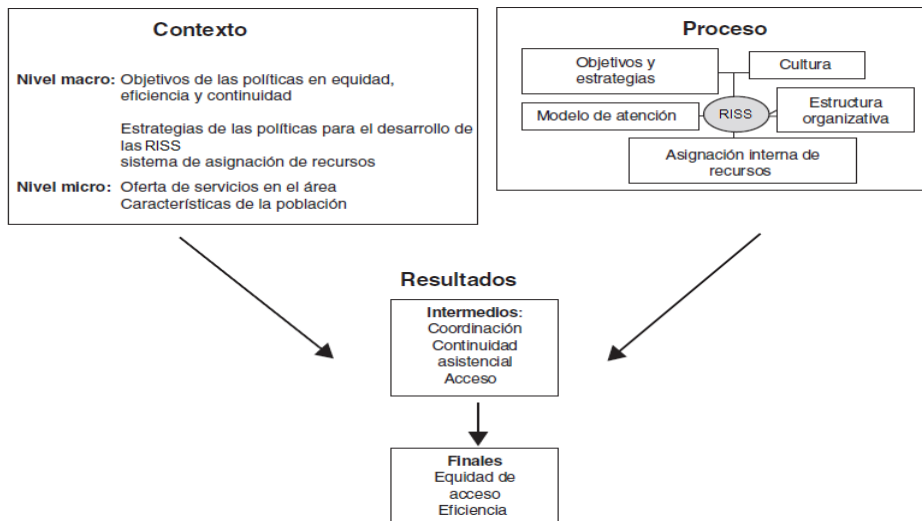 Contexto
Nivel macro: Objetivos de las políticas en equidad,
eficiencia y continuidad
Estrategias de las políticas para el desarrollo de
las RISS
sistema de asignación de recursos
Nivel micro: Oferta de servicios en el área
Características de la población
Proceso
Objetivos y
estrategias
Cultura
Modelo de atención
RISS
Estructura
organizativa
Asignación interna de
recursos
Resultados
Intermedios:
Coordinación
Continuidad
asistencial
Acceso
Finales
Equidad de
acceso
Eficiencia